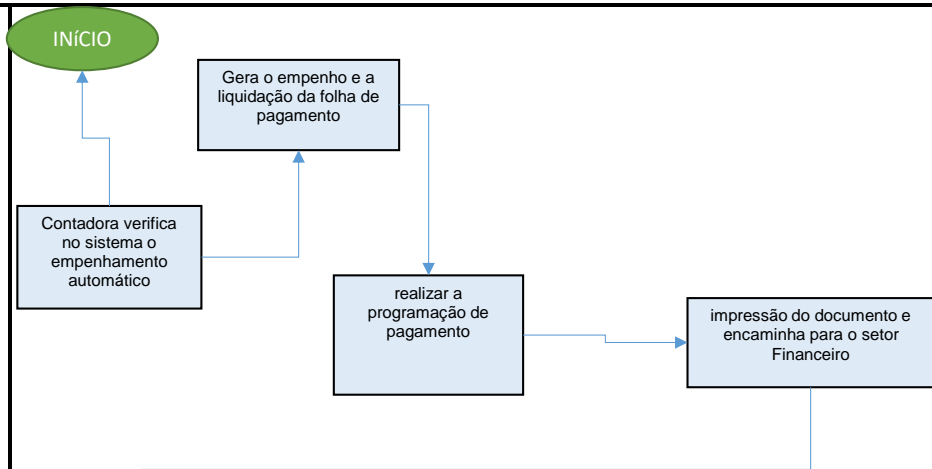 INíCIO
Gera o empenho e a
liquidação da folha de
pagamento
Contadora verifica
no sistema o
empenhamento
automático
realizar a
programação de
pagamento
impressão do documento e
encaminha para o setor
Financeiro